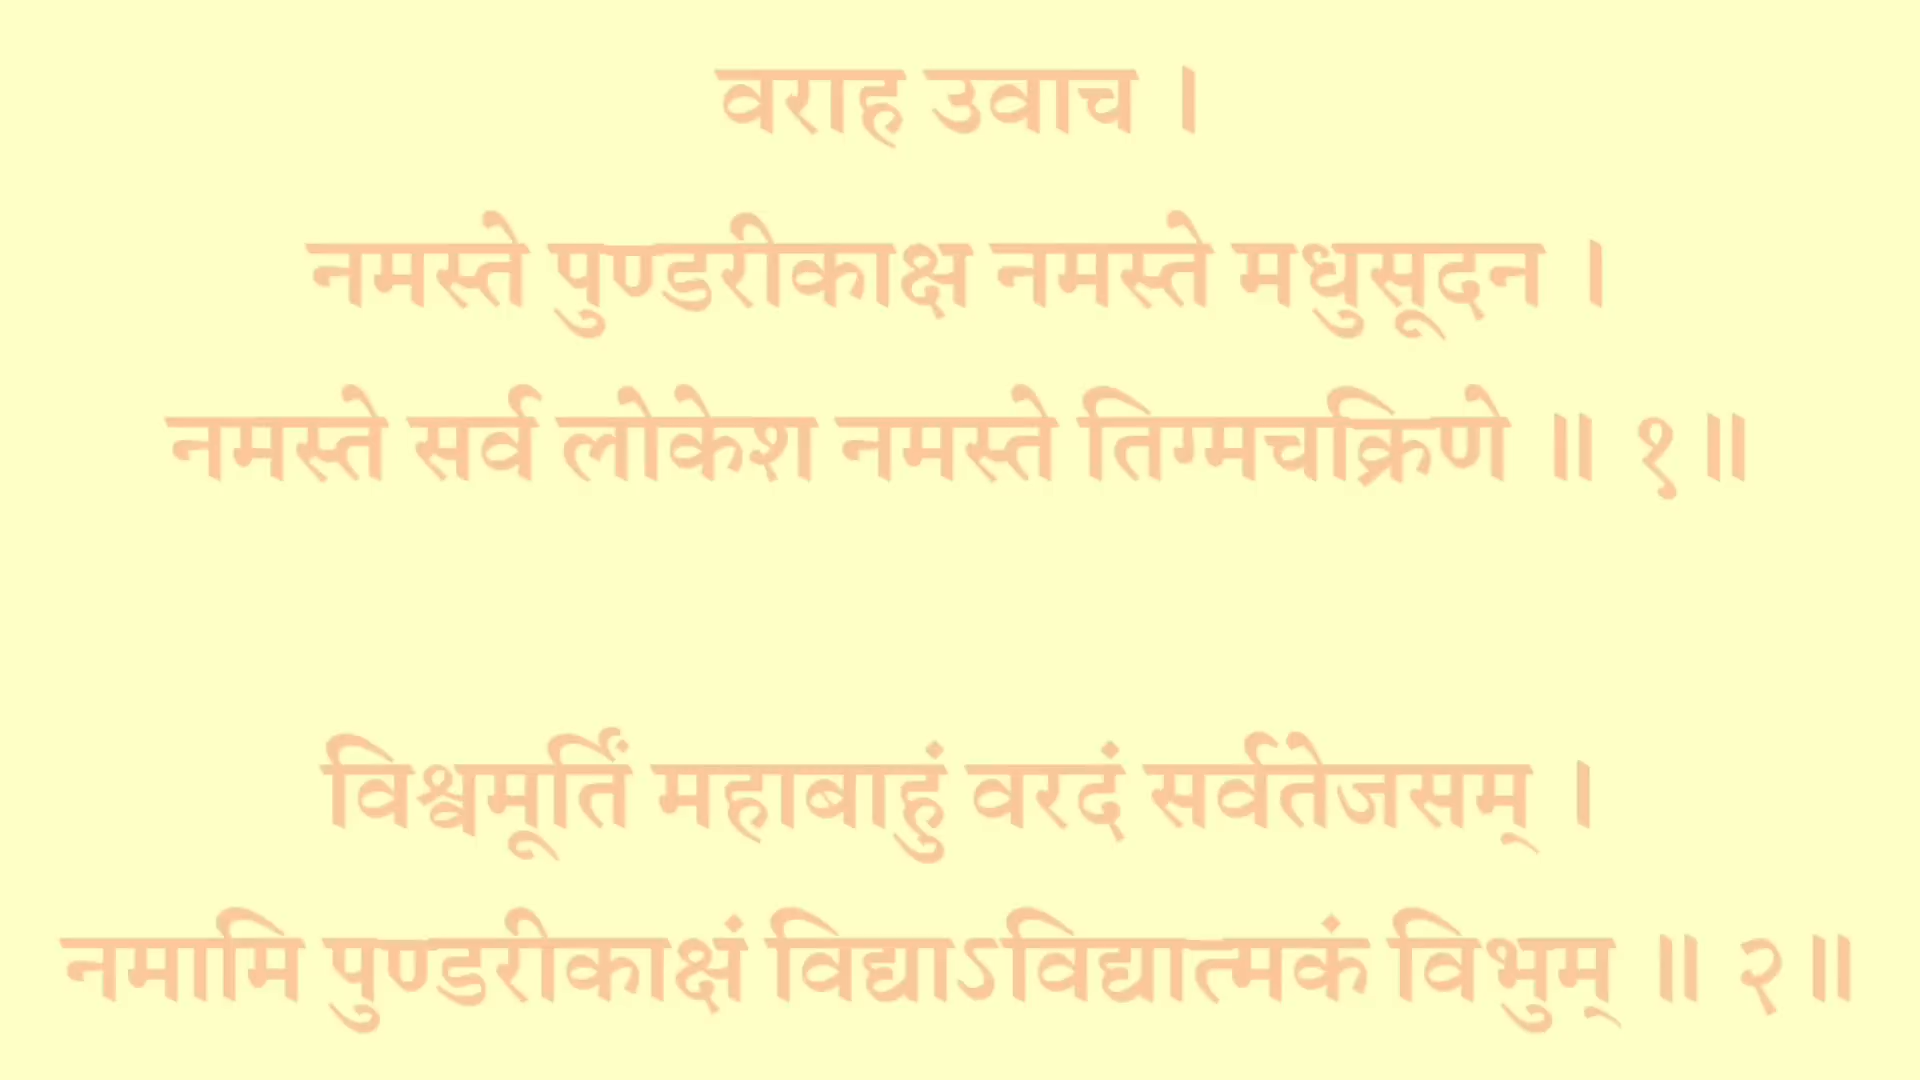 वराह उवाच ।
नमस्ते पुण्डरीकाक्ष नमस्ते मधुसूदन ।
नमस्ते सर्व लोकेश नमस्ते तिग्मचक्रिणे ॥ १॥
विश्वमूर्तिं महाबाहुं वरदं सर्वतेजसम् ।
नमामि पुण्डरीकाक्षं विद्याऽविद्यात्मकं विभुम् ॥ २॥